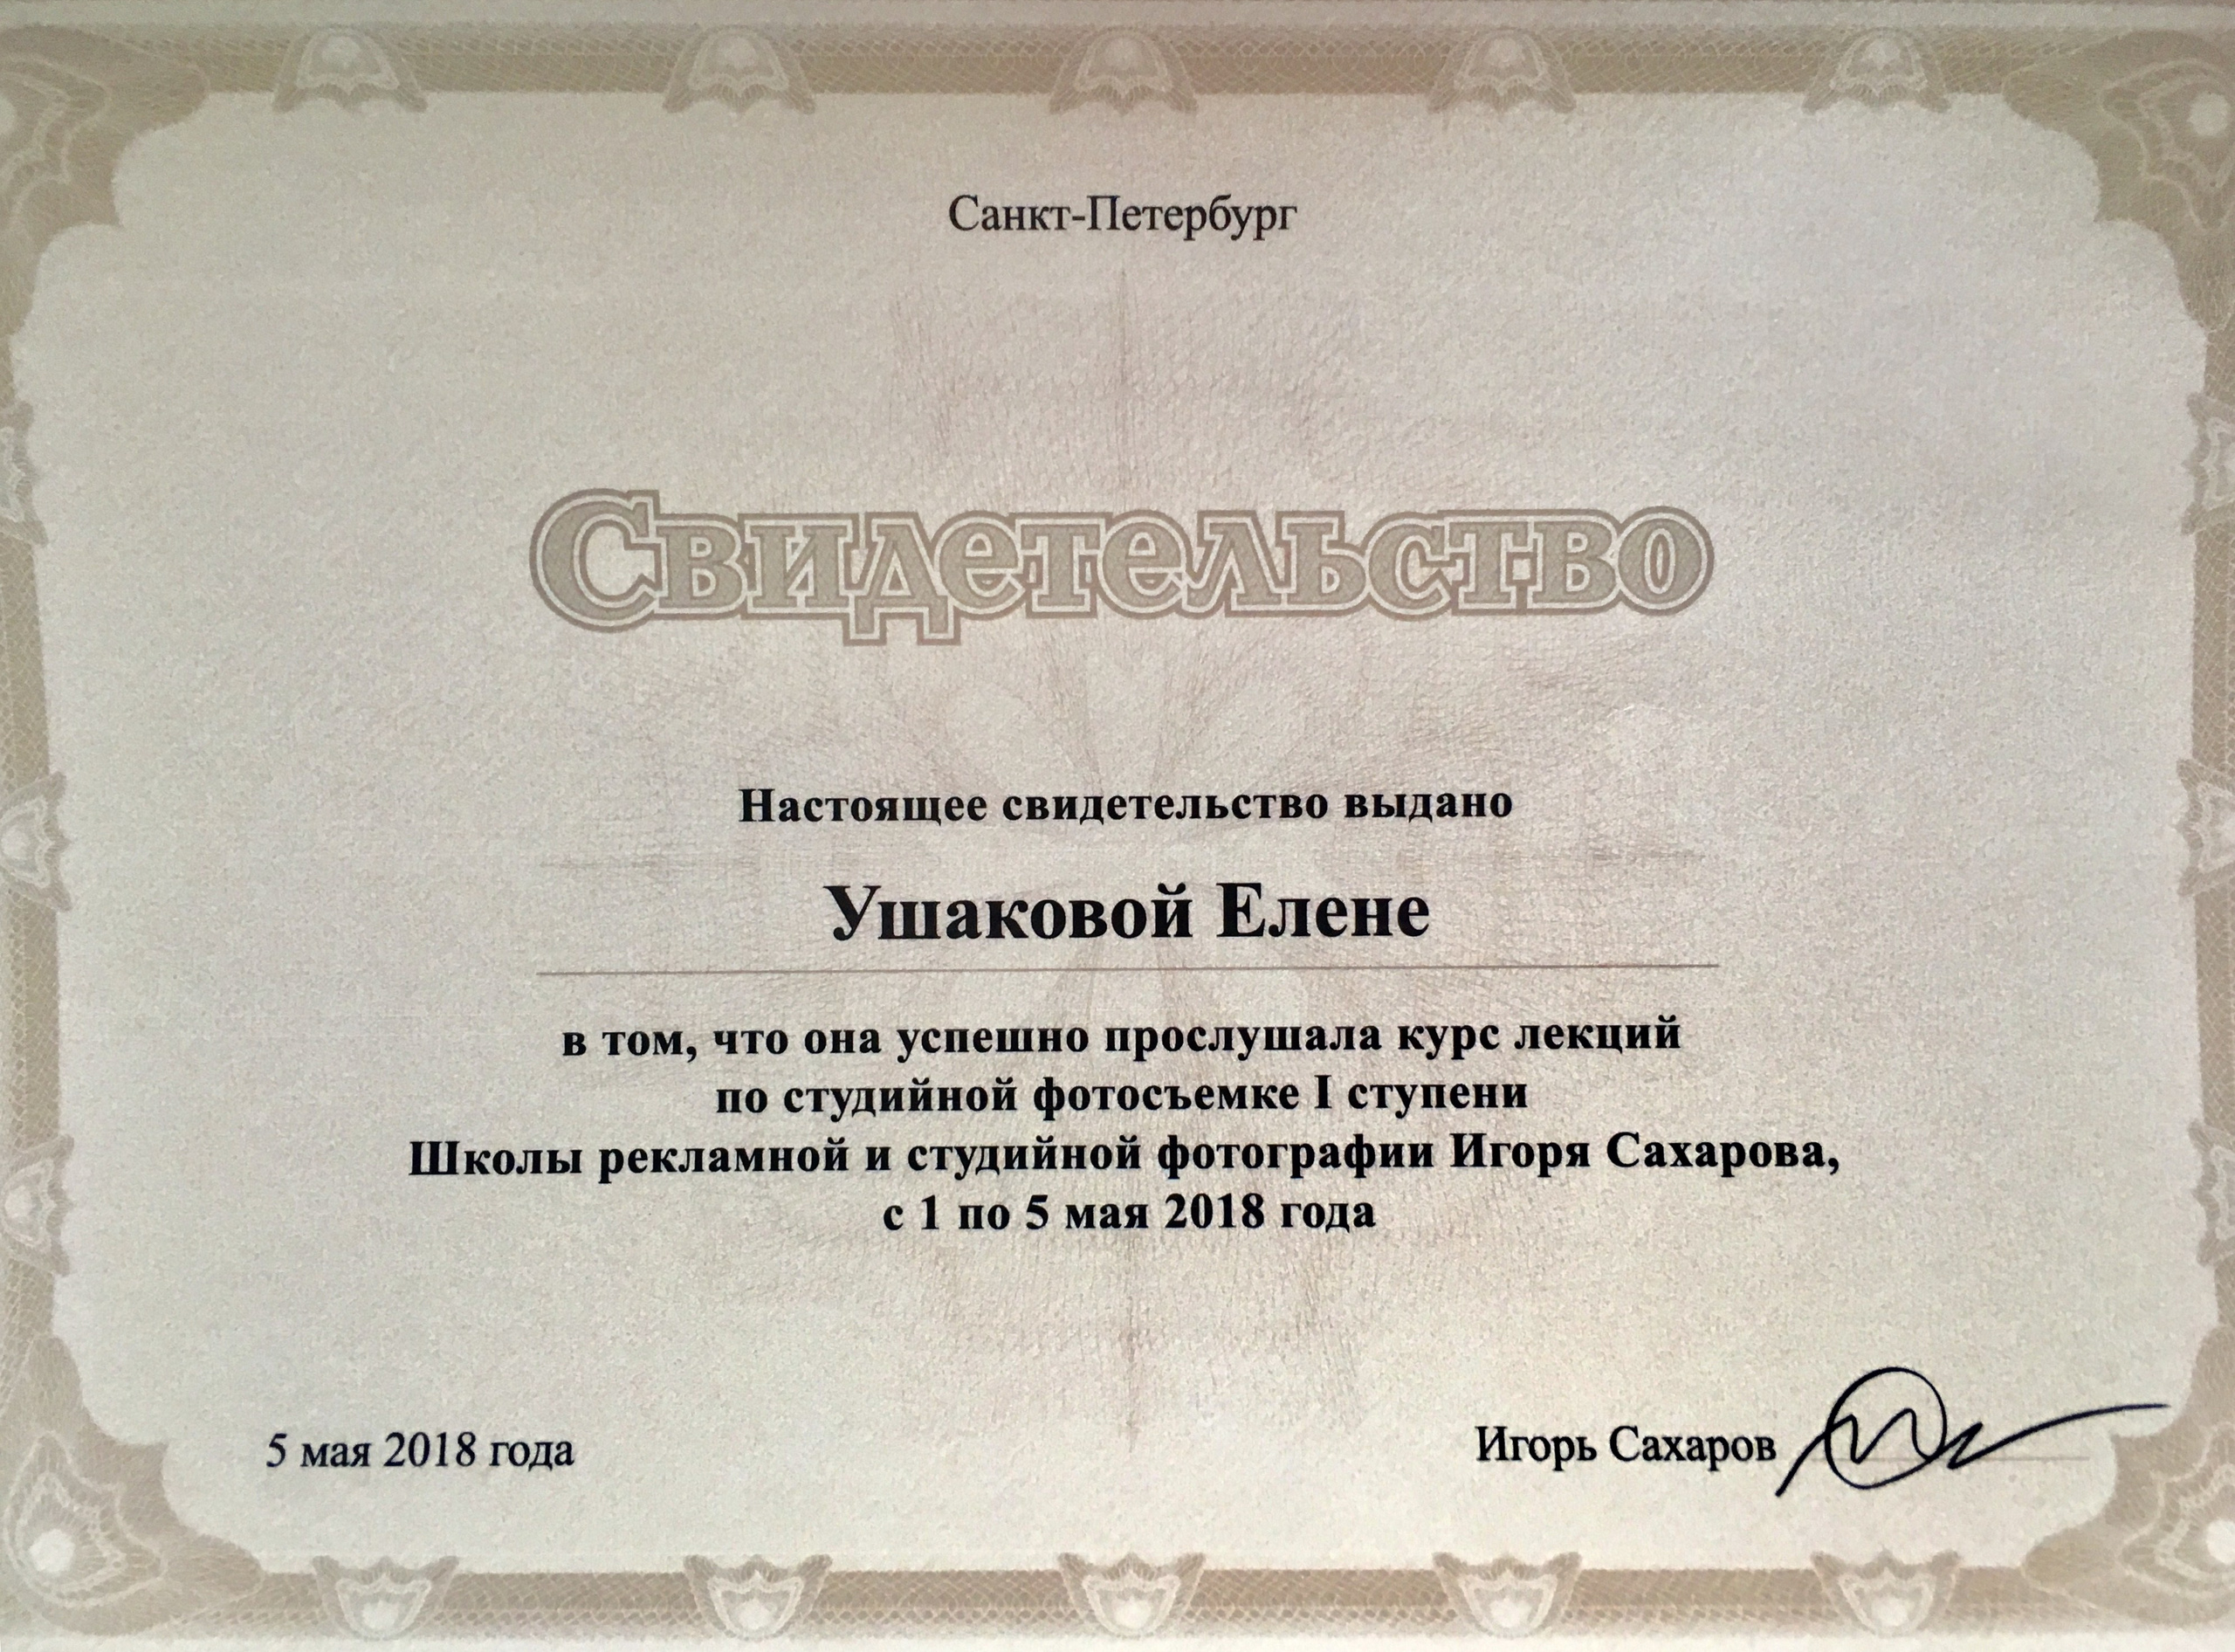 Санкт-Петербург
Свидетельство
Настоящее свидетельство выдано
Ушаковой Елене
в том, что она успешно прослушала курс лекций
по студийной фотосъемке I ступени
Школы рекламной и студийной фотографии Игоря Сахарова,
с 1 по 5 мая 2018 года
5 мая 2018 года
Игорь Сахаров